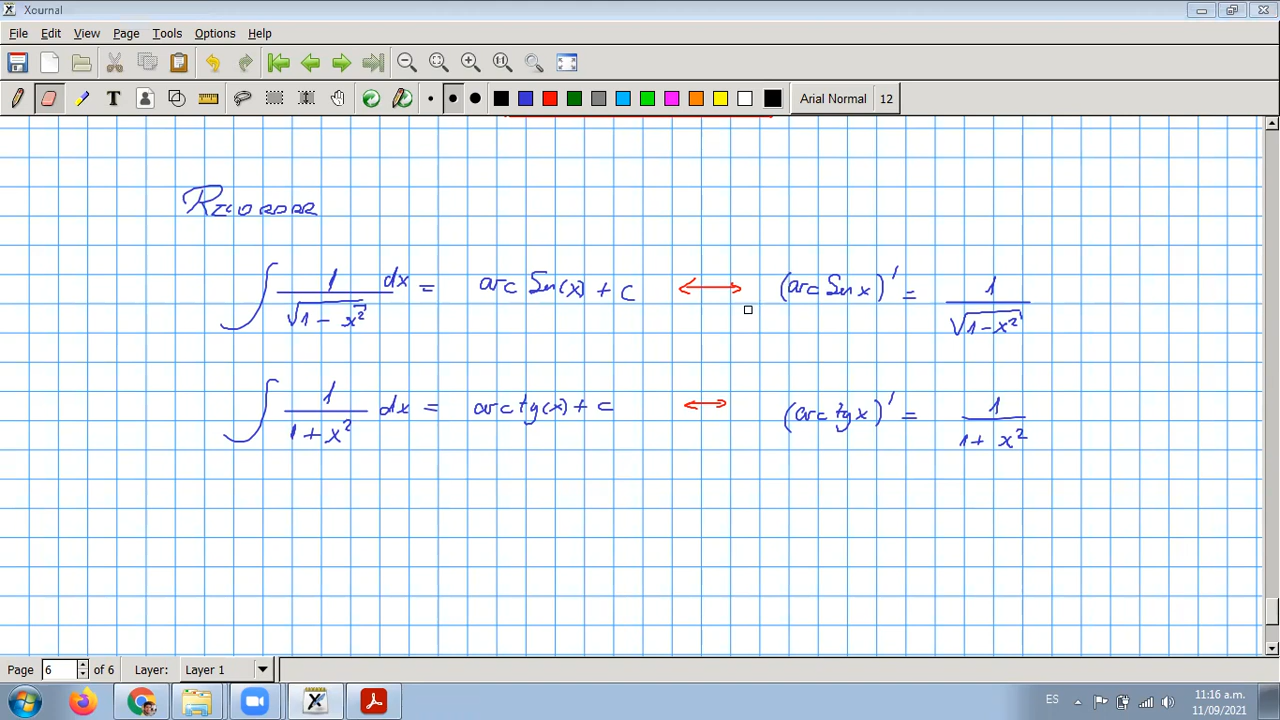 Xournal
File Edit View Page Tools Options Help
Arial Normal 12
RECORDAR
∫ 1/√(1 − x²) dx = arc Sen(x) + C ⟷ (arc Sen x)' = 1/√(1 − x²)
∫ 1/(1 + x²) dx = arc tg(x) + C ⟷ (arc tg x)' = 1/(1 + x²)
Page 6 of 6 Layer: Layer 1
ES 11:16 a.m.
11/09/2021